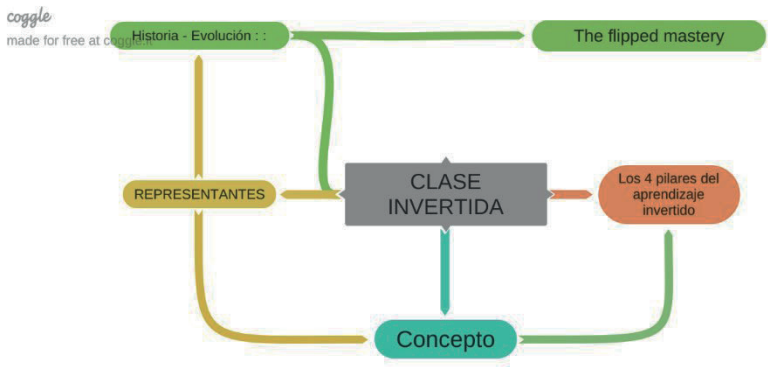 coggle
made for free at coggle.it
Historia - Evolución : :
The flipped mastery
REPRESENTANTES
CLASE
INVERTIDA
Los 4 pilares del
aprendizaje
invertido
Concepto